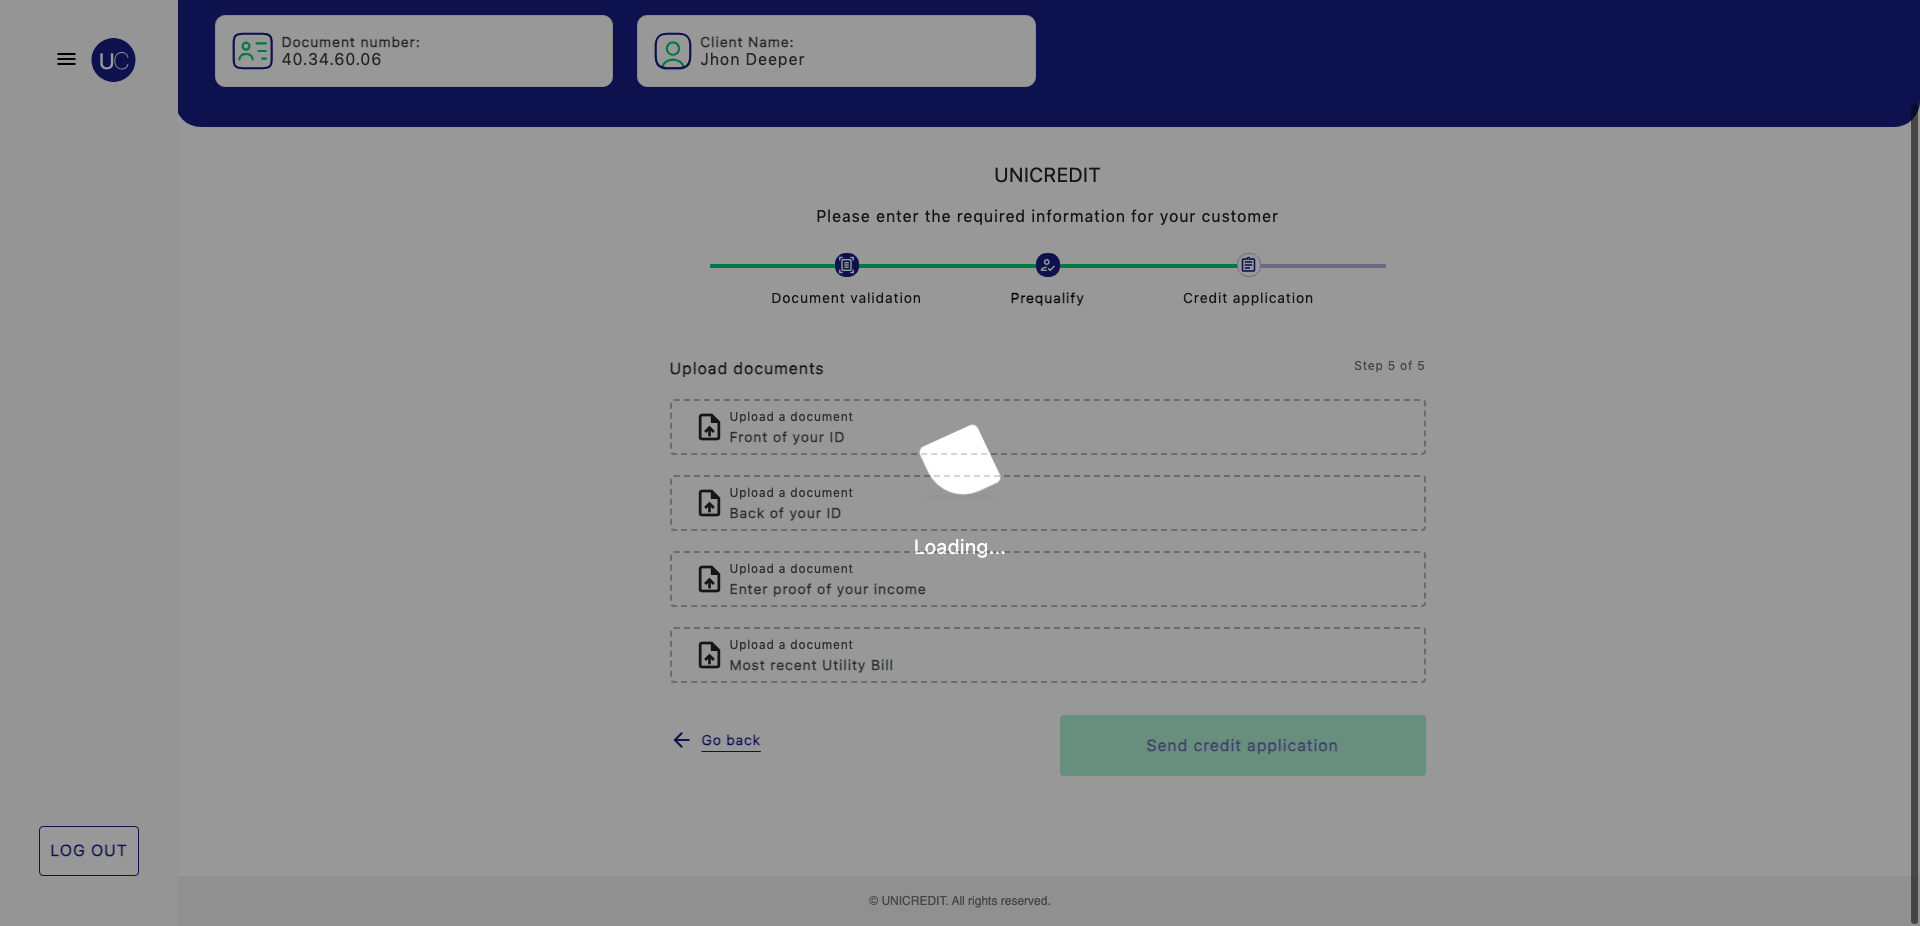 UC
Document number:
40.34.60.06
Client Name:
Jhon Deeper
UNICREDIT
Please enter the required information for your customer
Document validation
Prequalify
Credit application
Upload documents
Step 5 of 5
Upload a document
Front of your ID
Upload a document
Back of your ID
Loading...
Upload a document
Enter proof of your income
Upload a document
Most recent Utility Bill
Go back
Send credit application
LOG OUT
© UNICREDIT. All rights reserved.